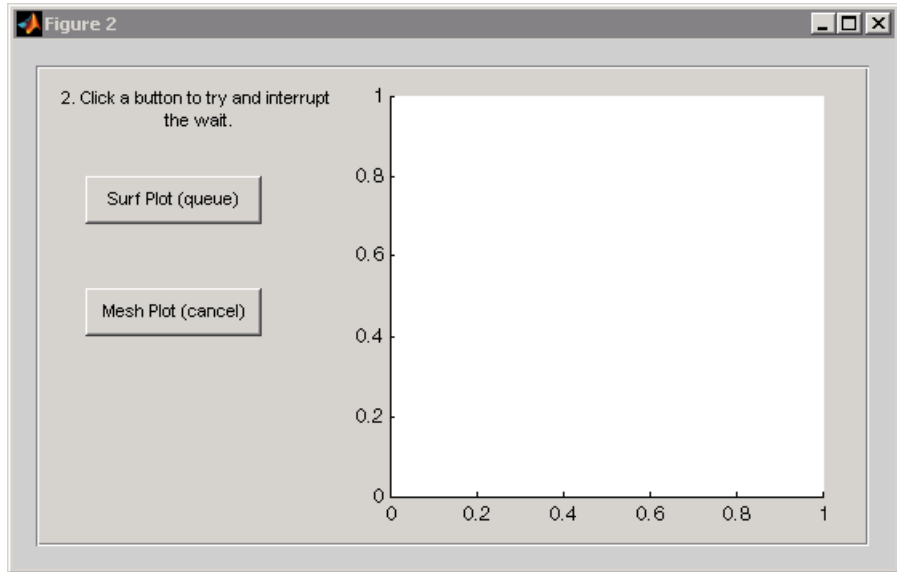 Figure 2
2. Click a button to try and interrupt
the wait.
Surf Plot (queue)
Mesh Plot (cancel)
1
0.8
0.6
0.4
0.2
0
0 0.2 0.4 0.6 0.8 1